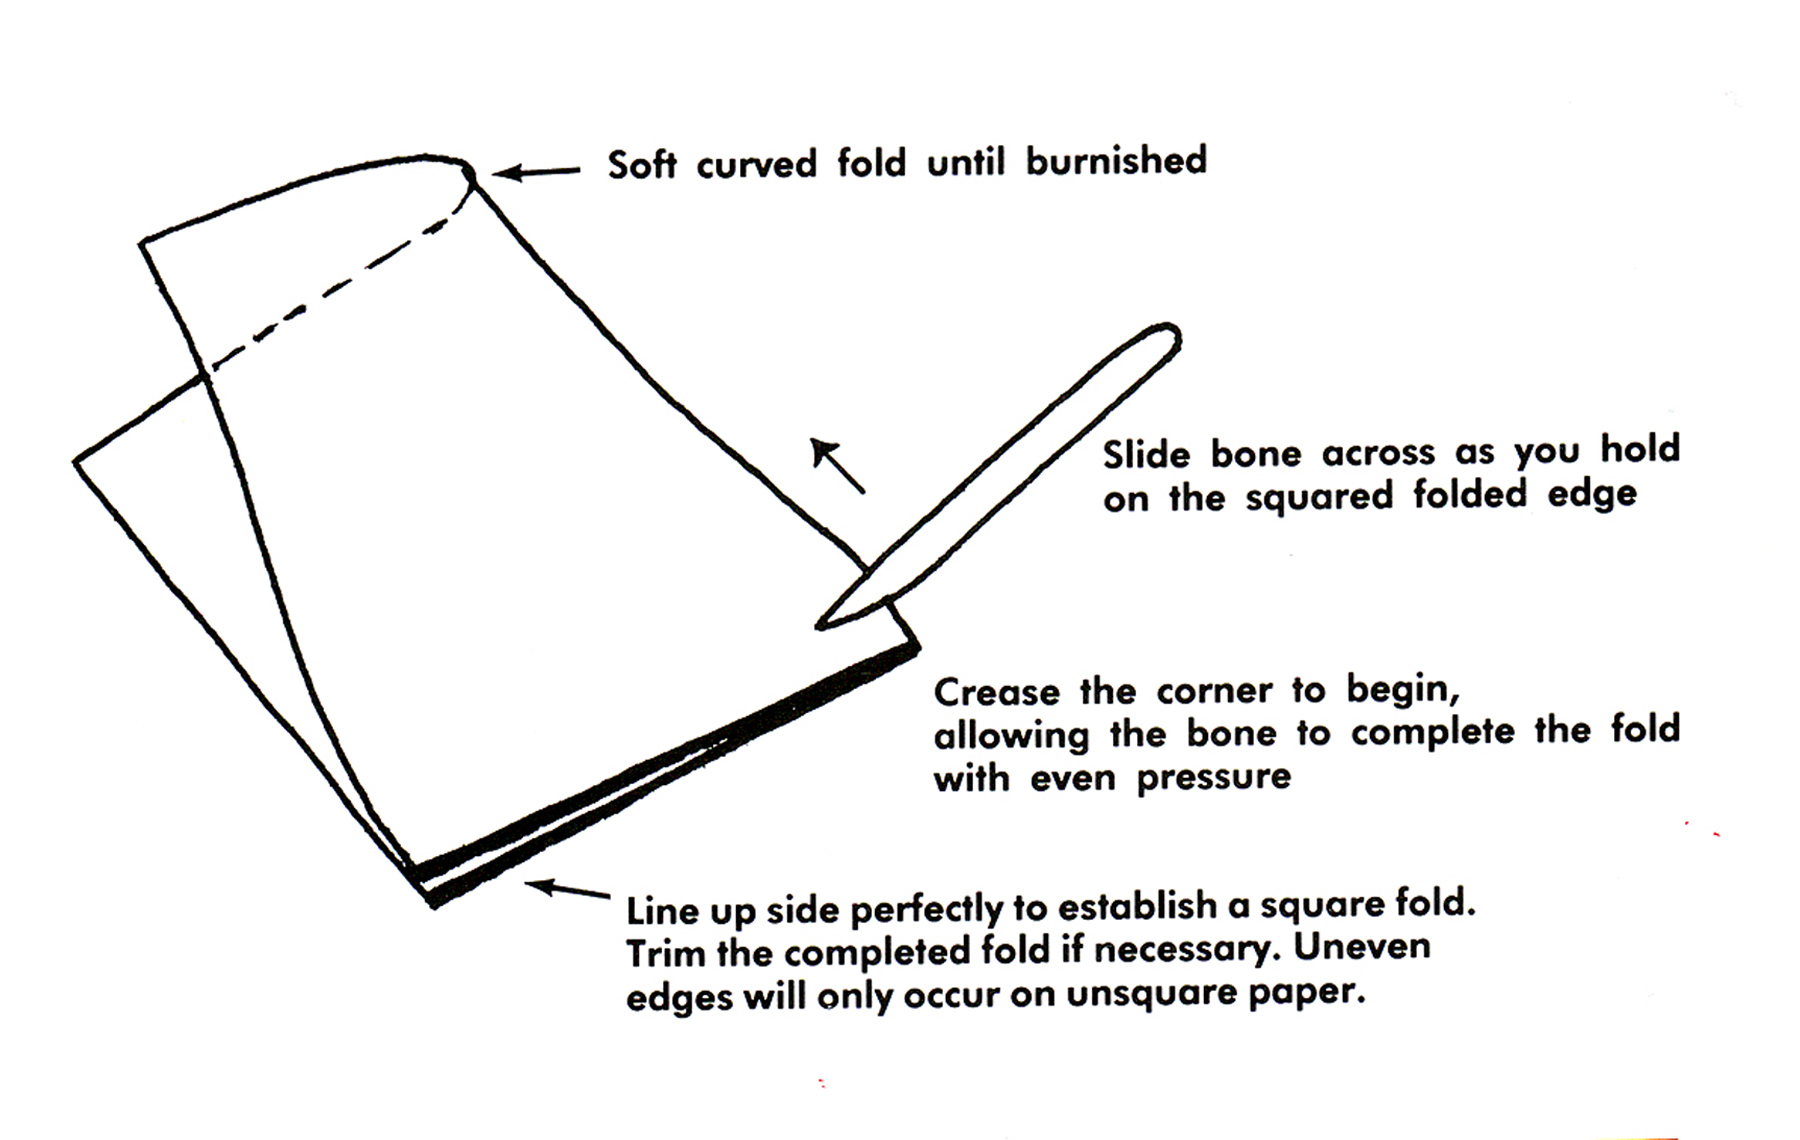 Soft curved fold until burnished
Slide bone across as you hold
on the squared folded edge
Crease the corner to begin,
allowing the bone to complete the fold
with even pressure
Line up side perfectly to establish a square fold.
Trim the completed fold if necessary. Uneven
edges will only occur on unsquare paper.